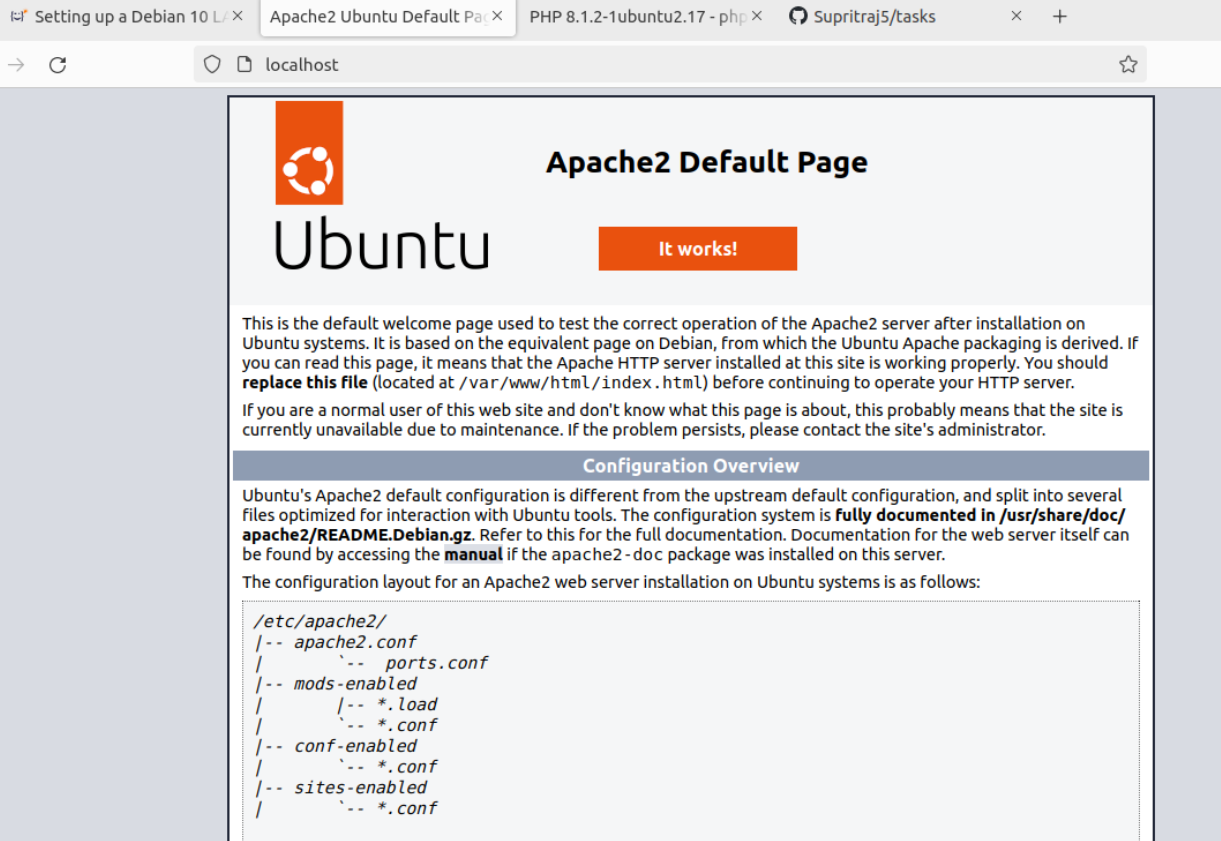 Setting up a Debian 10 LA
Apache2 Ubuntu Default Pag
PHP 8.1.2-1ubuntu2.17 - php
Supritraj5/tasks
localhost
Apache2 Default Page
Ubuntu
It works!
This is the default welcome page used to test the correct operation of the Apache2 server after installation on
Ubuntu systems. It is based on the equivalent page on Debian, from which the Ubuntu Apache packaging is derived. If
you can read this page, it means that the Apache HTTP server installed at this site is working properly. You should
replace this file (located at /var/www/html/index.html) before continuing to operate your HTTP server.
If you are a normal user of this web site and don't know what this page is about, this probably means that the site is
currently unavailable due to maintenance. If the problem persists, please contact the site's administrator.
Configuration Overview
Ubuntu's Apache2 default configuration is different from the upstream default configuration, and split into several
files optimized for interaction with Ubuntu tools. The configuration system is fully documented in /usr/share/doc/
apache2/README.Debian.gz. Refer to this for the full documentation. Documentation for the web server itself can
be found by accessing the manual if the apache2-doc package was installed on this server.
The configuration layout for an Apache2 web server installation on Ubuntu systems is as follows:
/etc/apache2/
|-- apache2.conf
|       `--  ports.conf
|-- mods-enabled
|       |-- *.load
|       `-- *.conf
|-- conf-enabled
|       `-- *.conf
|-- sites-enabled
|       `-- *.conf